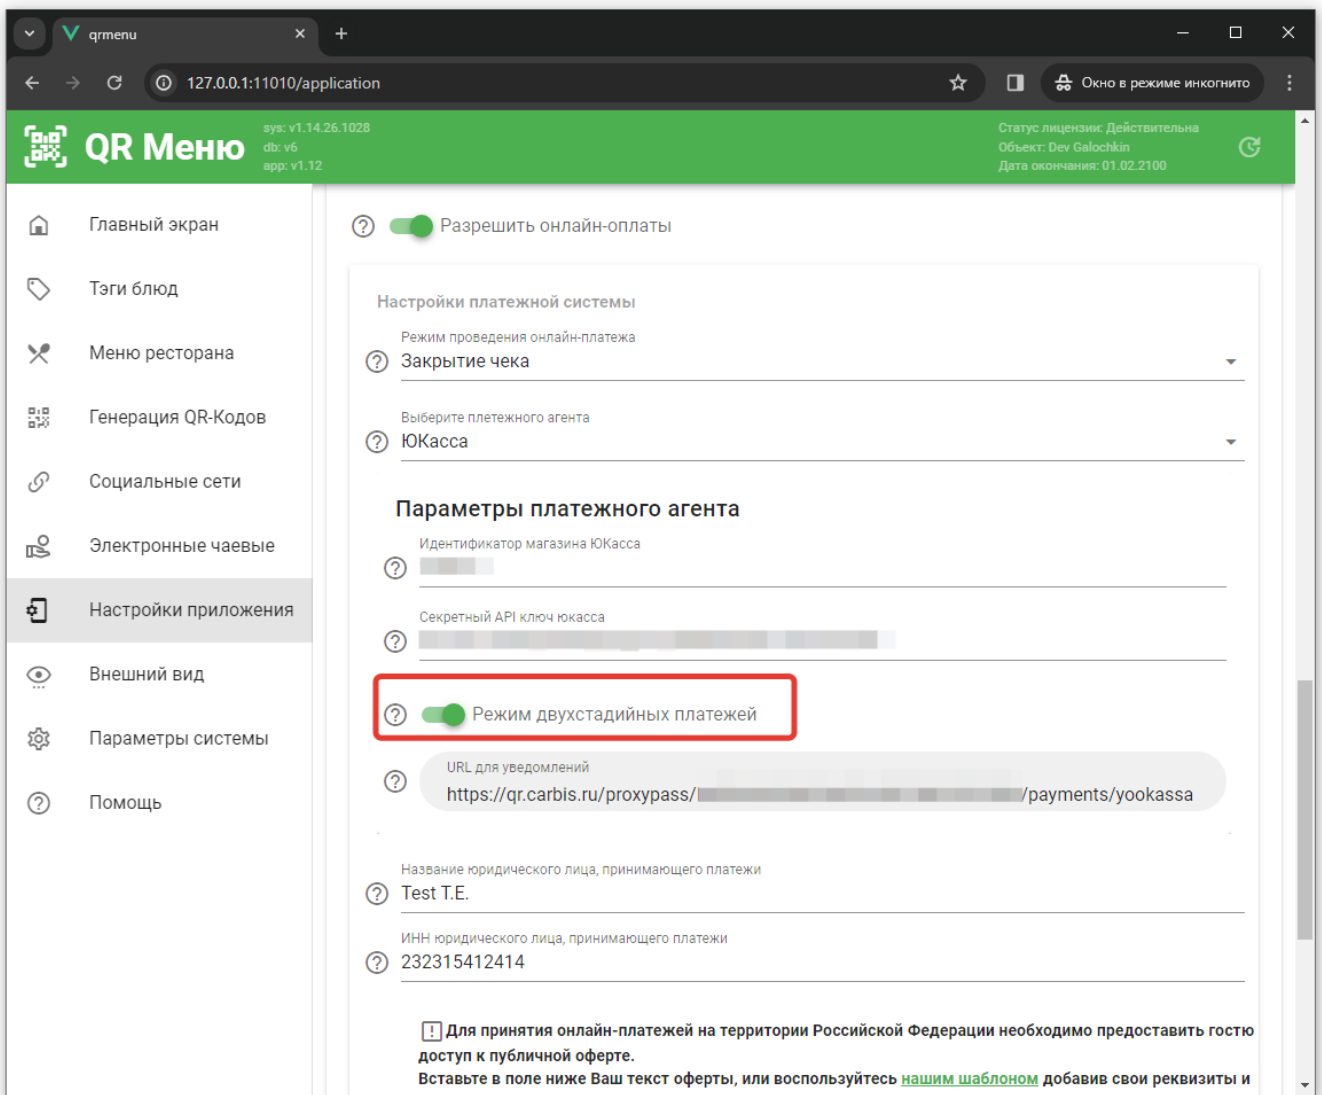 qrmenu
127.0.0.1:11010/application
Окно в режиме инкогнито
QR Меню
sys: v1.14.26.1028
db: v6
app: v1.12
Статус лицензии: Действительна
Объект: Dev Galochkin
Дата окончания: 01.02.2100
Главный экран
Тэги блюд
Меню ресторана
Генерация QR-Кодов
Социальные сети
Электронные чаевые
Настройки приложения
Внешний вид
Параметры системы
Помощь
Разрешить онлайн-оплаты
Настройки платежной системы
Режим проведения онлайн-платежа
Закрытие чека
Выберите плетежного агента
ЮКасса
Параметры платежного агента
Идентификатор магазина ЮКасса
Секретный API ключ юкасса
Режим двухстадийных платежей
URL для уведомлений
https://qr.carbis.ru/proxypass/ /payments/yookassa
Название юридического лица, принимающего платежи
Test T.E.
ИНН юридического лица, принимающего платежи
232315412414
Для принятия онлайн-платежей на территории Российской Федерации необходимо предоставить гостю
доступ к публичной оферте.
Вставьте в поле ниже Ваш текст оферты, или воспользуйтесь нашим шаблоном добавив свои реквизиты и